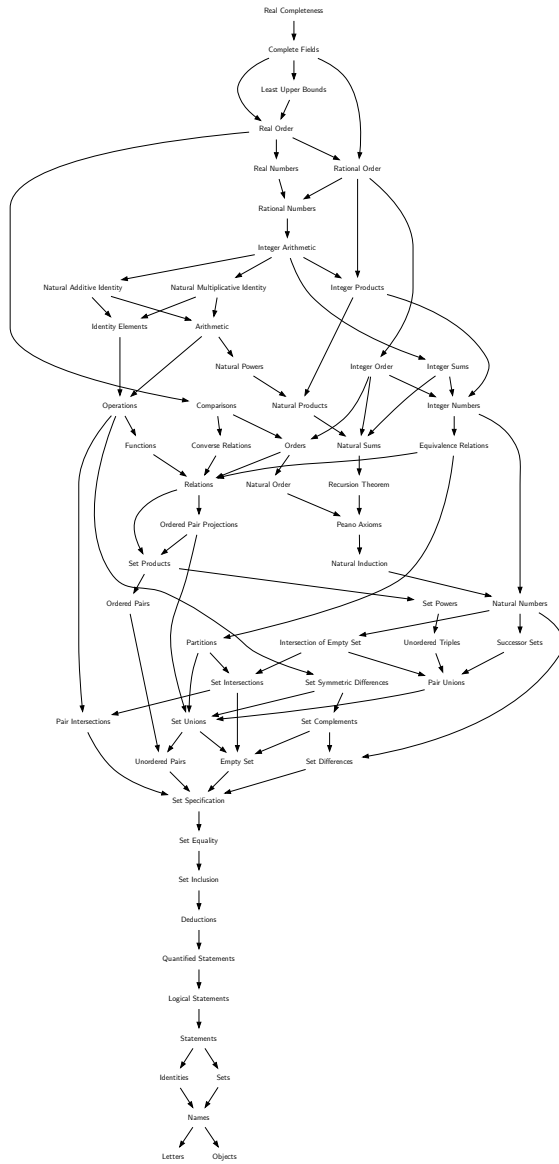 Real Completeness
Complete Fields
Least Upper Bounds
Real Order
Real Numbers
Rational Order
Rational Numbers
Integer Arithmetic
Natural Additive Identity
Natural Multiplicative Identity
Integer Products
Identity Elements
Arithmetic
Natural Powers
Integer Order
Integer Sums
Operations
Comparisons
Natural Products
Integer Numbers
Functions
Converse Relations
Orders
Natural Sums
Equivalence Relations
Relations
Natural Order
Recursion Theorem
Ordered Pair Projections
Peano Axioms
Set Products
Natural Induction
Ordered Pairs
Set Powers
Natural Numbers
Partitions
Intersection of Empty Set
Unordered Triples
Successor Sets
Set Intersections
Set Symmetric Differences
Pair Unions
Pair Intersections
Set Unions
Set Complements
Unordered Pairs
Empty Set
Set Differences
Set Specification
Set Equality
Set Inclusion
Deductions
Quantified Statements
Logical Statements
Statements
Identities
Sets
Names
Letters
Objects